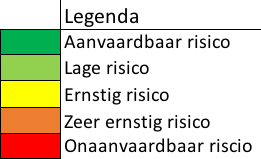 Legenda
Aanvaardbaar risico
Lage risico
Ernstig risico
Zeer ernstig risico
Onaanvaardbaar riscio